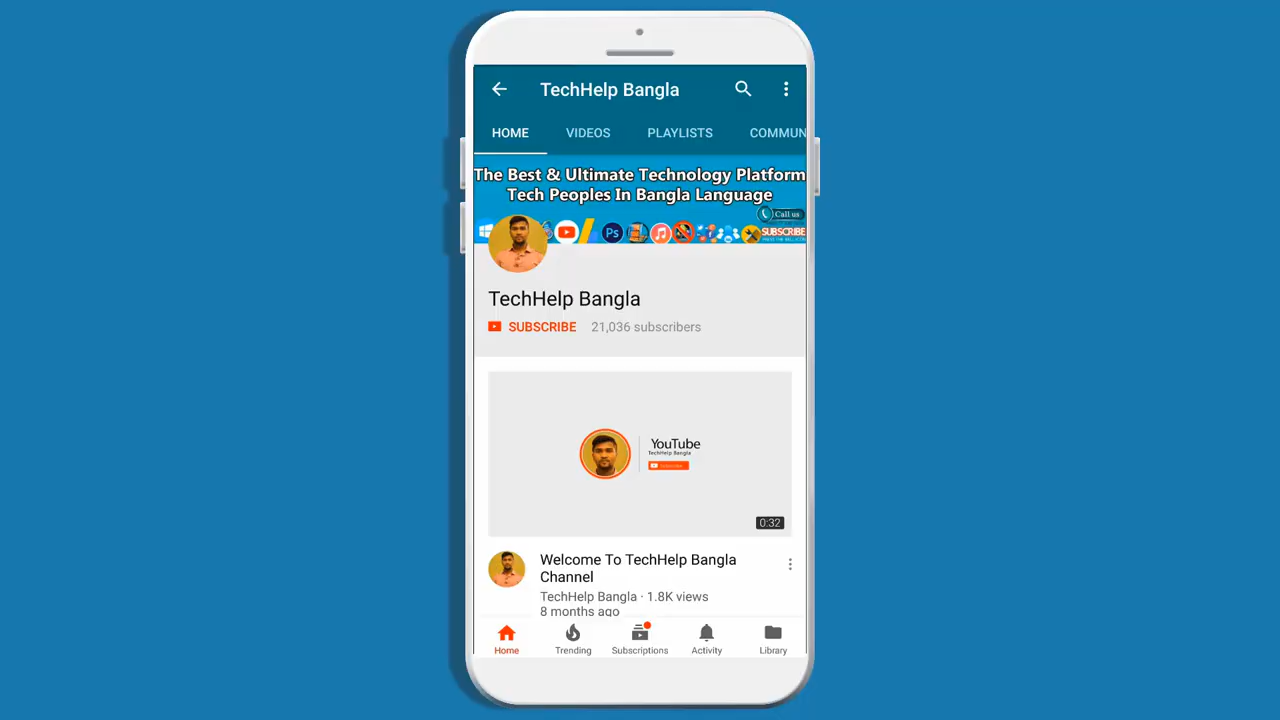 TechHelp Bangla
HOME VIDEOS PLAYLISTS COMMUN
The Best & Ultimate Technology Platform
Tech Peoples In Bangla Language
Call us
Ps
SUBSCRIBE
TechHelp Bangla
SUBSCRIBE 21,036 subscribers
YouTube
TechHelp Bangla
0:32
Welcome To TechHelp Bangla
Channel
TechHelp Bangla · 1.8K views
8 months ago
Home Trending Subscriptions Activity Library